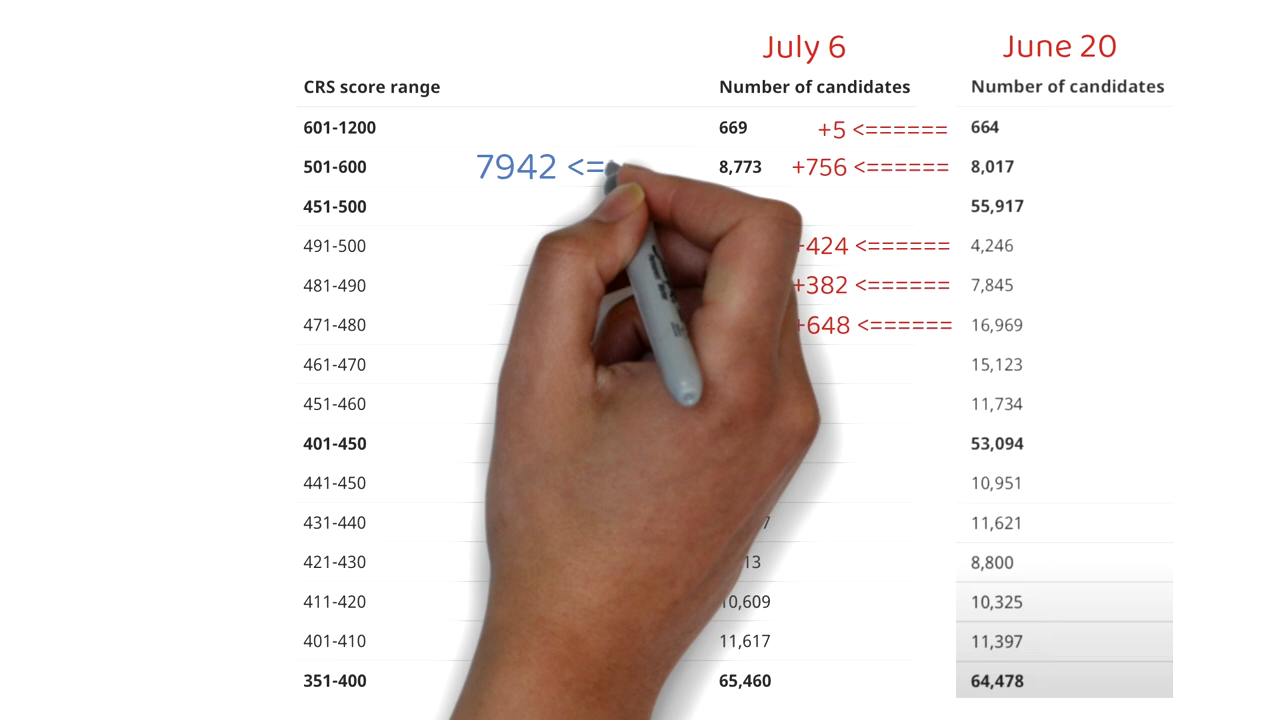 July 6 June 20
CRS score range Number of candidates Number of candidates
601-1200 669 +5 <====== 664
501-600 7942 <= 8,773 +756 <====== 8,017
451-500 55,917
491-500 +424 <====== 4,246
481-490 +382 <====== 7,845
471-480 +648 <====== 16,969
461-470 15,123
451-460 11,734
401-450 53,094
441-450 10,951
431-440 7 11,621
421-430 13 8,800
411-420 10,609 10,325
401-410 11,617 11,397
351-400 65,460 64,478